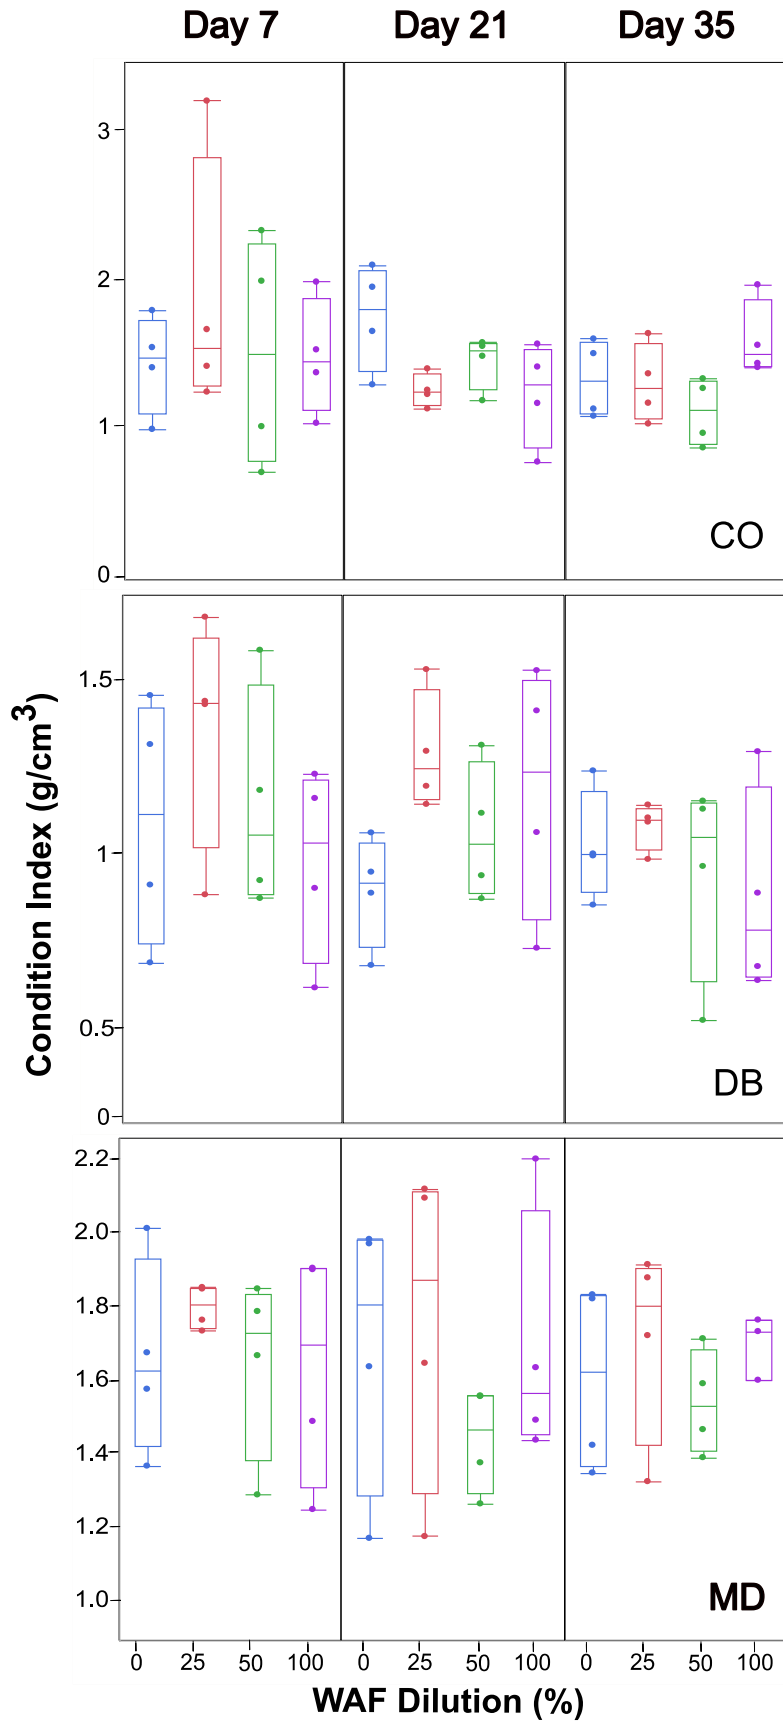 Day 7 Day 21 Day 35
3
2
1
0
CO
1.5
1
0.5
0
DB
Condition Index (g/cm³)
2.2
2.0
1.8
1.6
1.4
1.2
1.0
MD
0 25 50 100 0 25 50 100 0 25 50 100
WAF Dilution (%)